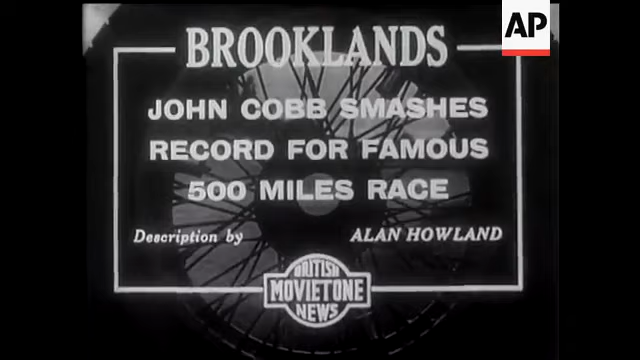 AP
BROOKLANDS
JOHN COBB SMASHES
RECORD FOR FAMOUS
500 MILES RACE
Description by ALAN HOWLAND
BRITISH
MOVIETONE
NEWS